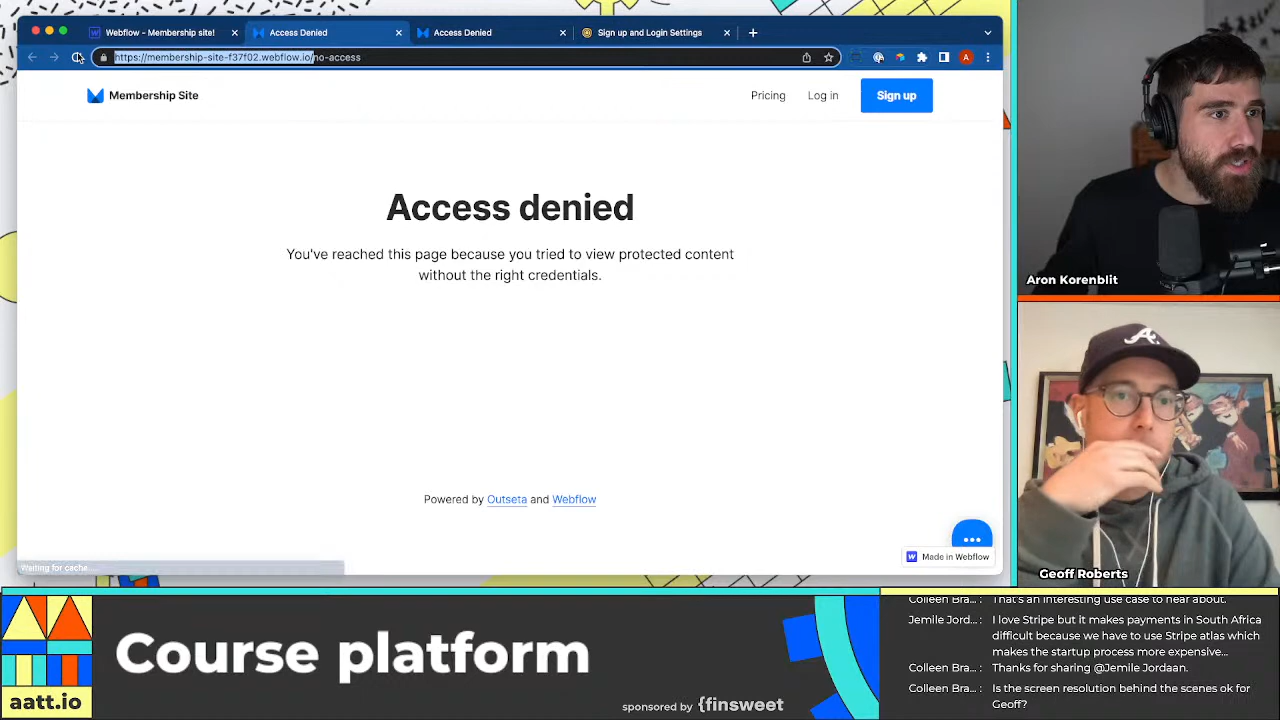 Webflow - Membership site!
Access Denied
Access Denied
Sign up and Login Settings
https://membership-site-f37f02.webflow.io/no-access
A
Membership Site
Pricing
Log in
Sign up
Access denied
You've reached this page because you tried to view protected content
without the right credentials.
Powered by Outseta and Webflow
Made in Webflow
Waiting for cache...
Aron Korenblit
A
Geoff Roberts
Course platform
sponsored by {finsweet
aatt.io
Colleen Bra... : That's an interesting use case to hear about.
Jemile Jord... : I love Stripe but it makes payments in South Africa
difficult because we have to use Stripe atlas which
makes the startup process more expensive...
Colleen Bra... : Thanks for sharing @Jemile Jordaan.
Colleen Bra... : Is the screen resolution behind the scenes ok for
Geoff?